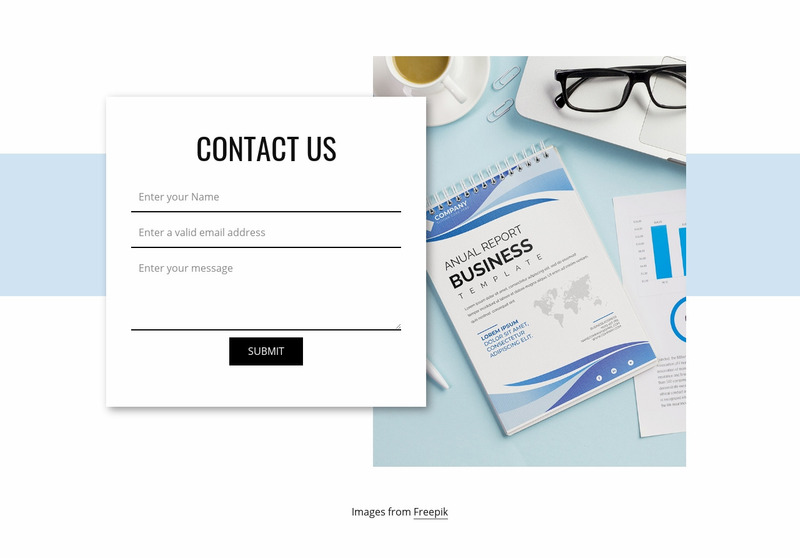 CONTACT US
Enter your Name
Enter a valid email address
Enter your message
SUBMIT
COMPANY
ANUAL REPORT
BUSINESS
TEMPLATE
LOREM IPSUM
DOLOR SIT AMET,
CONSECTETUR
ADIPISCING ELIT.
Images from Freepik